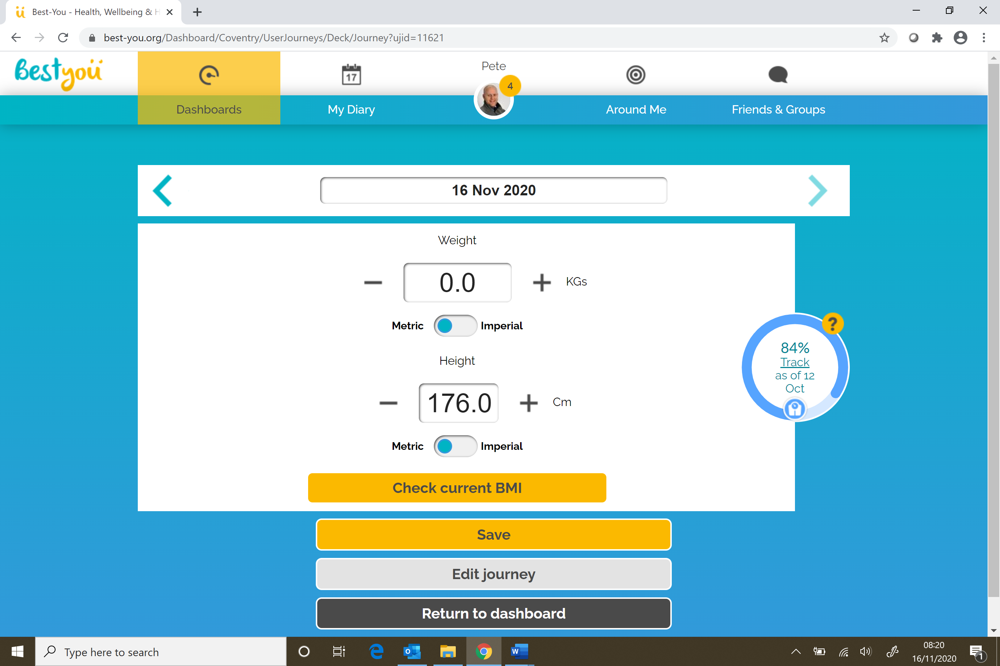 Best-You - Health, Wellbeing & H
best-you.org/Dashboard/Coventry/UserJourneys/Deck/Journey?ujid=11621
Best you
17
Pete
4
Dashboards
My Diary
Around Me
Friends & Groups
16 Nov 2020
Weight
0.0
KGs
Metric
Imperial
Height
176.0
Cm
Metric
Imperial
?
84%
Track
as of 12
Oct
Check current BMI
Save
Edit journey
Return to dashboard
Type here to search
08:20
16/11/2020
1